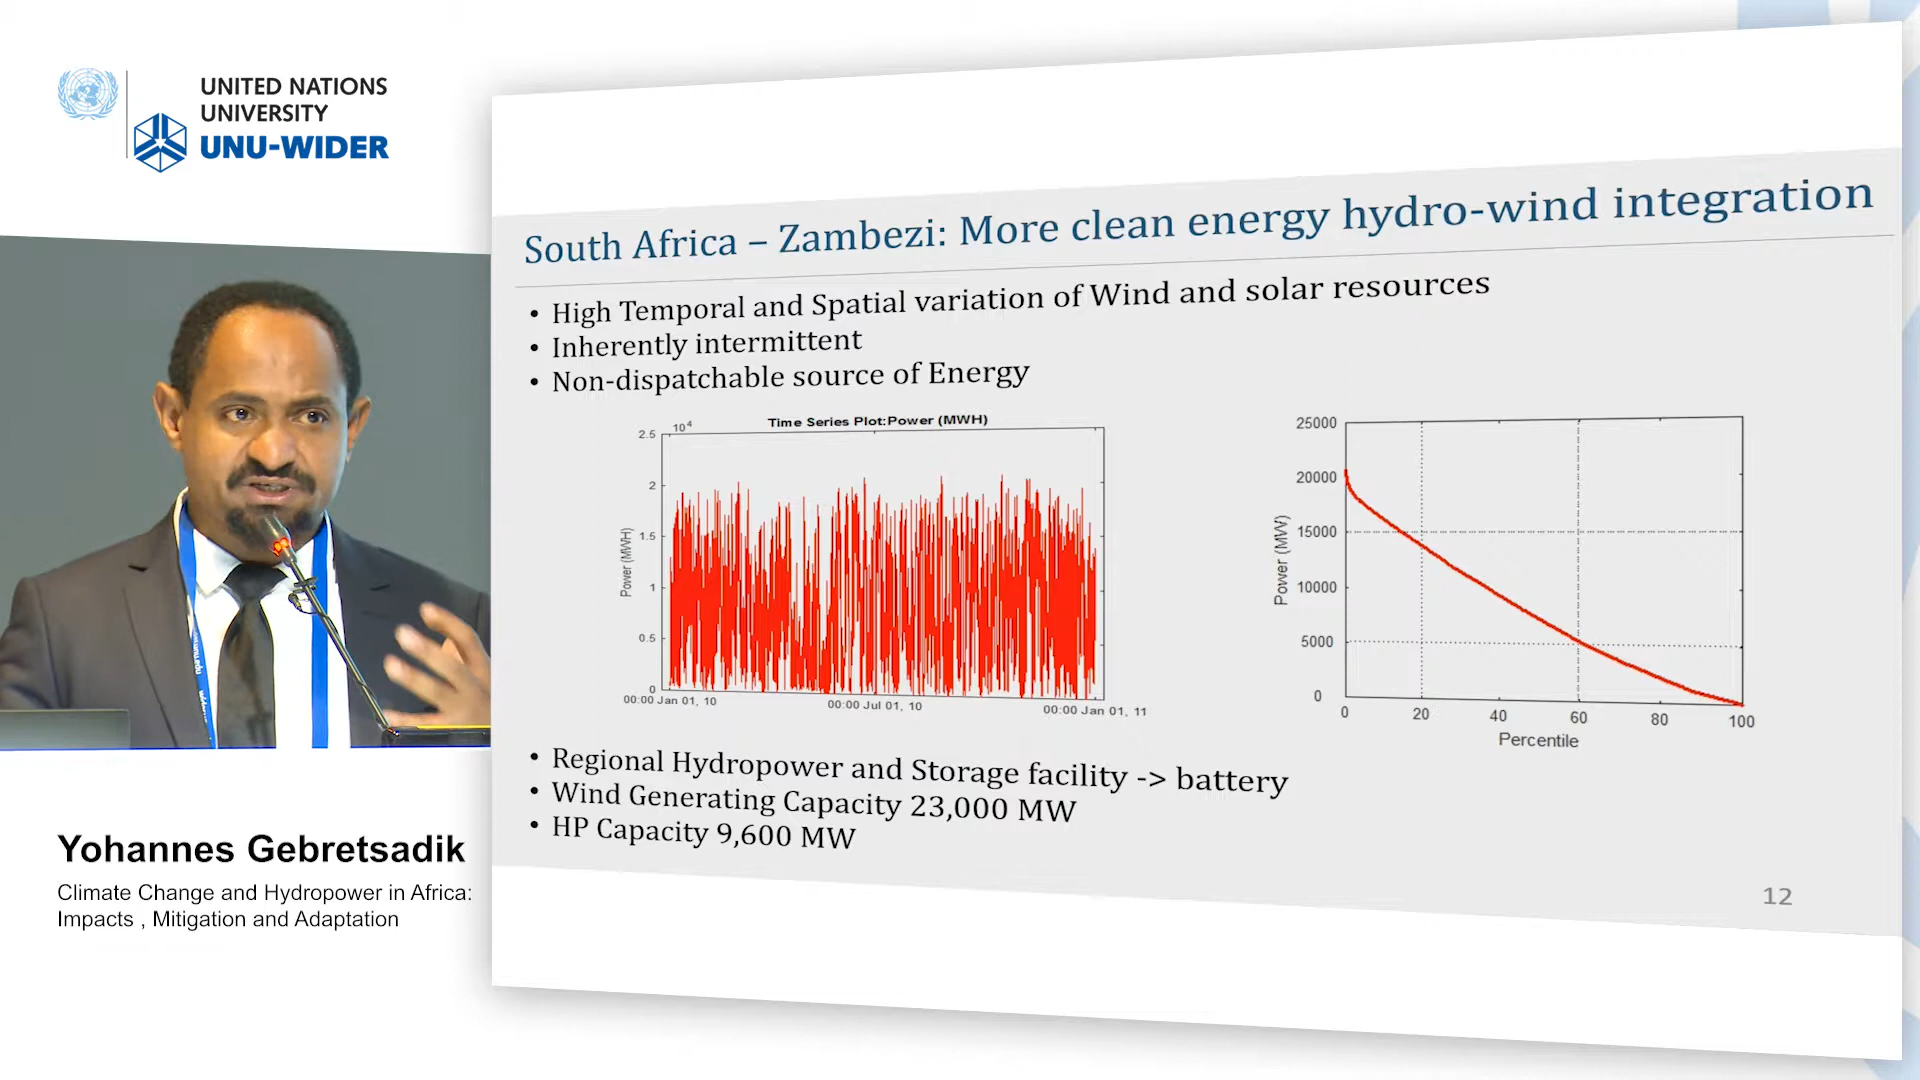 UNITED NATIONS
UNIVERSITY
UNU-WIDER
South Africa – Zambezi: More clean energy hydro-wind integration
• High Temporal and Spatial variation of Wind and solar resources
• Inherently intermittent
• Non-dispatchable source of Energy
Time Series Plot:Power (MWH)
10⁴
2.5
2
1.5
1
0.5
0
Power (MWH)
00:00 Jan 01, 10
00:00 Jul 01, 10
00:00 Jan 01, 11
25000
20000
15000
10000
5000
0
Power (MW)
0 20 40 60 80 100
Percentile
• Regional Hydropower and Storage facility -> battery
• Wind Generating Capacity 23,000 MW
• HP Capacity 9,600 MW
12
Yohannes Gebretsadik
Climate Change and Hydropower in Africa:
Impacts , Mitigation and Adaptation